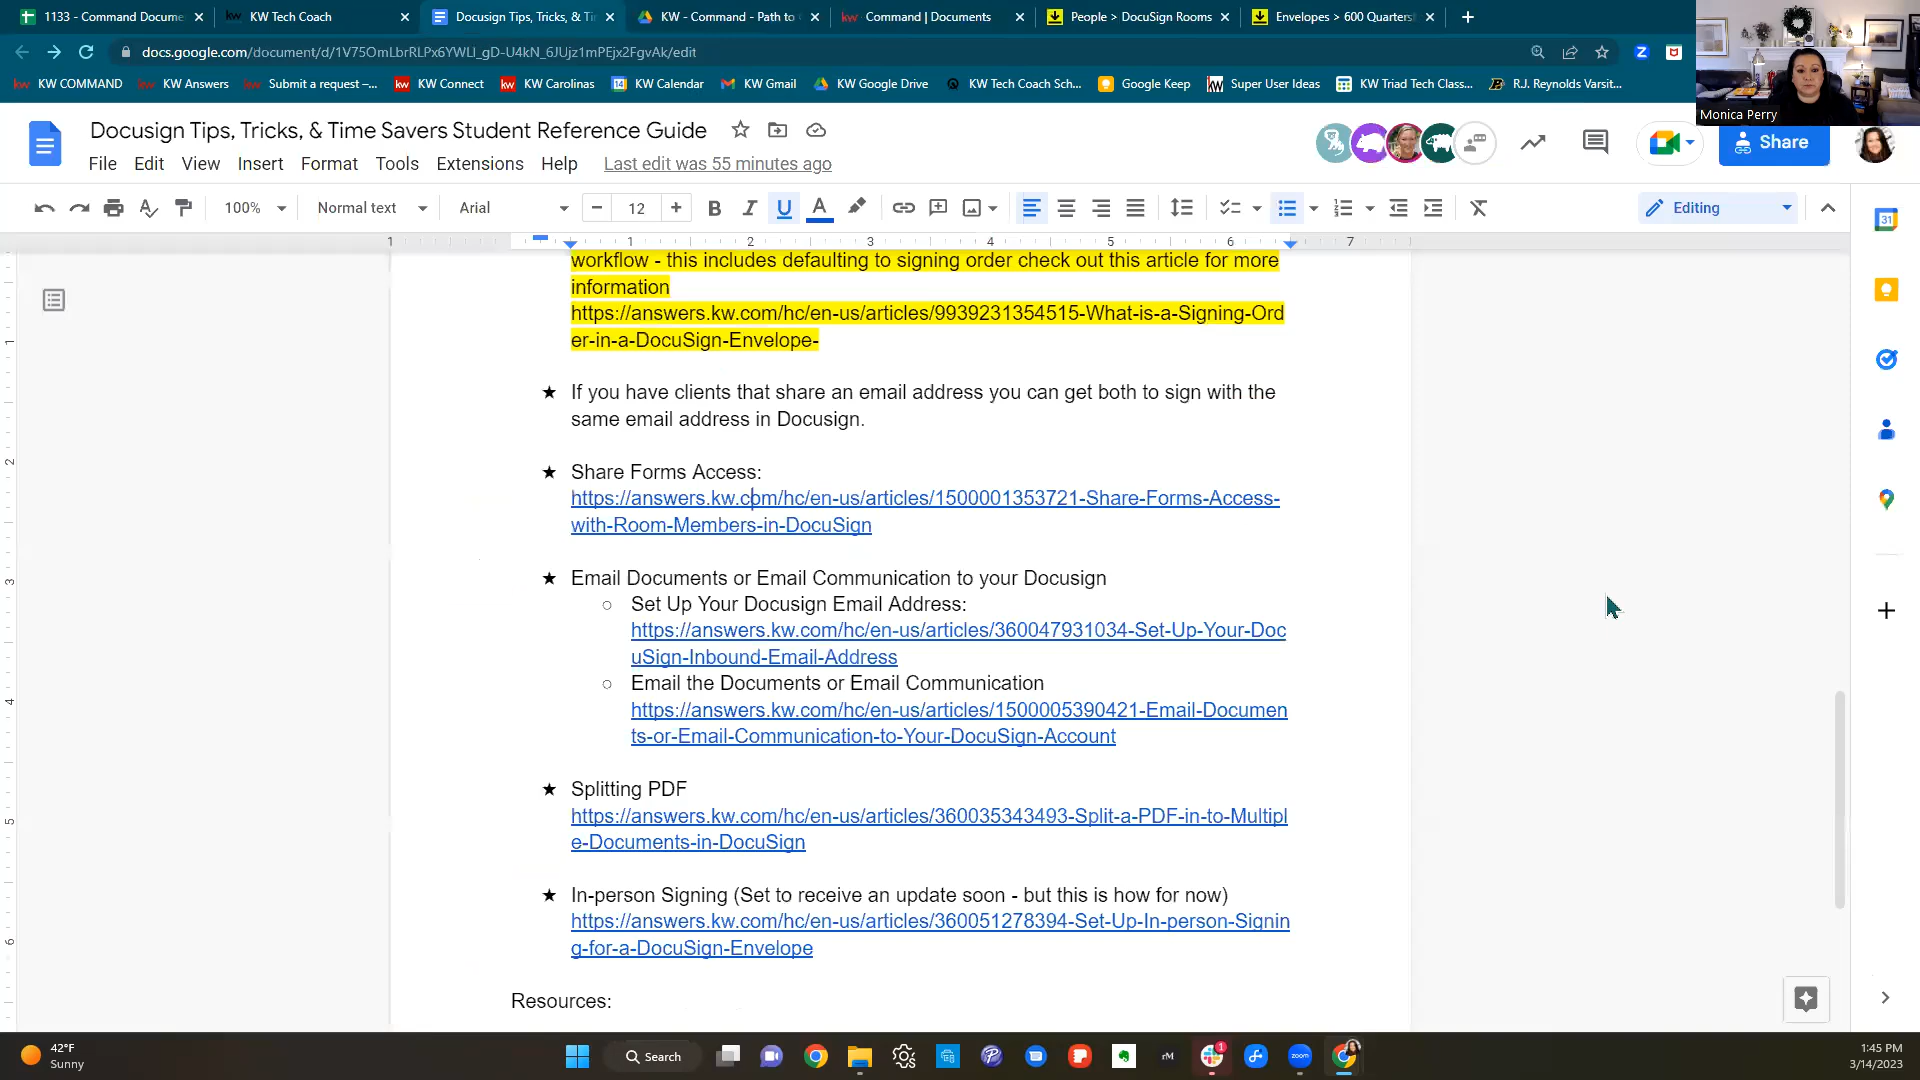 1133 - Command Docume
KW Tech Coach
Docusign Tips, Tricks, & Ti
KW - Command - Path to
Command | Documents
People > DocuSign Rooms
Envelopes > 600 Quarters
docs.google.com/document/d/1V75OmLbrRLPx6YWLl_gD-U4kN_6JUjz1mPEjx2FgvAk/edit
KW COMMAND
KW Answers
Submit a request –...
KW Connect
KW Carolinas
KW Calendar
KW Gmail
KW Google Drive
KW Tech Coach Sch...
Google Keep
Super User Ideas
KW Triad Tech Class...
R.J. Reynolds Varsit...
Monica Perry
Docusign Tips, Tricks, & Time Savers Student Reference Guide
File Edit View Insert Format Tools Extensions Help Last edit was 55 minutes ago
Share
100% Normal text Arial 12 Editing
1 1 2 3 4 5 6 7
workflow - this includes defaulting to signing order check out this article for more
information
https://answers.kw.com/hc/en-us/articles/9939231354515-What-is-a-Signing-Ord
er-in-a-DocuSign-Envelope-
★ If you have clients that share an email address you can get both to sign with the
same email address in Docusign.
★ Share Forms Access:
https://answers.kw.com/hc/en-us/articles/1500001353721-Share-Forms-Access-
with-Room-Members-in-DocuSign
★ Email Documents or Email Communication to your Docusign
○ Set Up Your Docusign Email Address:
https://answers.kw.com/hc/en-us/articles/360047931034-Set-Up-Your-Doc
uSign-Inbound-Email-Address
○ Email the Documents or Email Communication
https://answers.kw.com/hc/en-us/articles/1500005390421-Email-Documen
ts-or-Email-Communication-to-Your-DocuSign-Account
★ Splitting PDF
https://answers.kw.com/hc/en-us/articles/360035343493-Split-a-PDF-in-to-Multipl
e-Documents-in-DocuSign
★ In-person Signing (Set to receive an update soon - but this is how for now)
https://answers.kw.com/hc/en-us/articles/360051278394-Set-Up-In-person-Signin
g-for-a-DocuSign-Envelope
Resources:
42°F
Sunny
Search
1:45 PM
3/14/2023